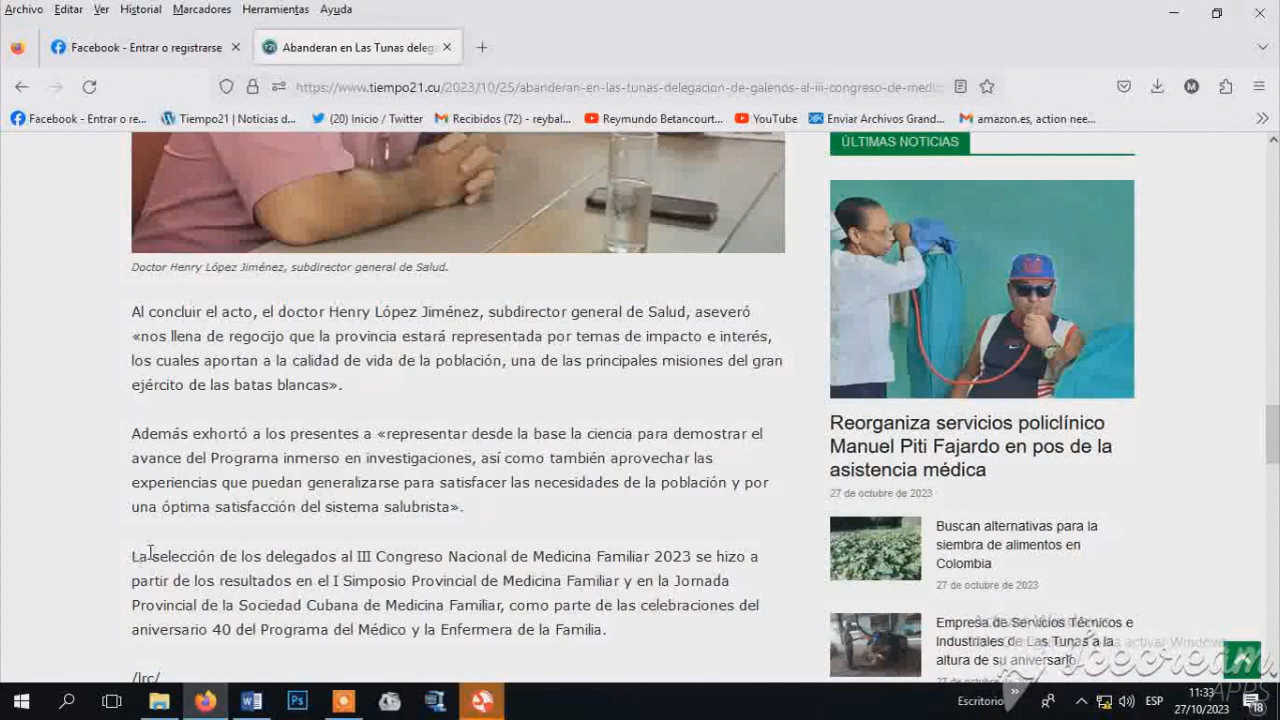 Archivo Editar Ver Historial Marcadores Herramientas Ayuda
Facebook - Entrar o registrarse
Abanderan en Las Tunas deleg
https://www.tiempo21.cu/2023/10/25/abanderan-en-las-tunas-delegacion-de-galenos-al-iii-congreso-de-medic
Facebook - Entrar o re... Tiempo21 | Noticias d... (20) Inicio / Twitter Recibidos (72) - reybal... Reymundo Betancourt... YouTube Enviar Archivos Grand... amazon.es, action nee...
Doctor Henry López Jiménez, subdirector general de Salud.
Al concluir el acto, el doctor Henry López Jiménez, subdirector general de Salud, aseveró
«nos llena de regocijo que la provincia estará representada por temas de impacto e interés,
los cuales aportan a la calidad de vida de la población, una de las principales misiones del gran
ejército de las batas blancas».
Además exhortó a los presentes a «representar desde la base la ciencia para demostrar el
avance del Programa inmerso en investigaciones, así como también aprovechar las
experiencias que puedan generalizarse para satisfacer las necesidades de la población y por
una óptima satisfacción del sistema salubrista».
La selección de los delegados al III Congreso Nacional de Medicina Familiar 2023 se hizo a
partir de los resultados en el I Simposio Provincial de Medicina Familiar y en la Jornada
Provincial de la Sociedad Cubana de Medicina Familiar, como parte de las celebraciones del
aniversario 40 del Programa del Médico y la Enfermera de la Familia.
/lrc/
ÚLTIMAS NOTICIAS
Reorganiza servicios policlínico
Manuel Piti Fajardo en pos de la
asistencia médica
27 de octubre de 2023
Buscan alternativas para la
siembra de alimentos en
Colombia
27 de octubre de 2023
Empresa de Servicios Técnicos e
Industriales de Las Tunas a la
altura de su aniversario
27 de octubre de 2023
Icecream
APPS
Escritorio
ESP
11:33
27/10/2023
18